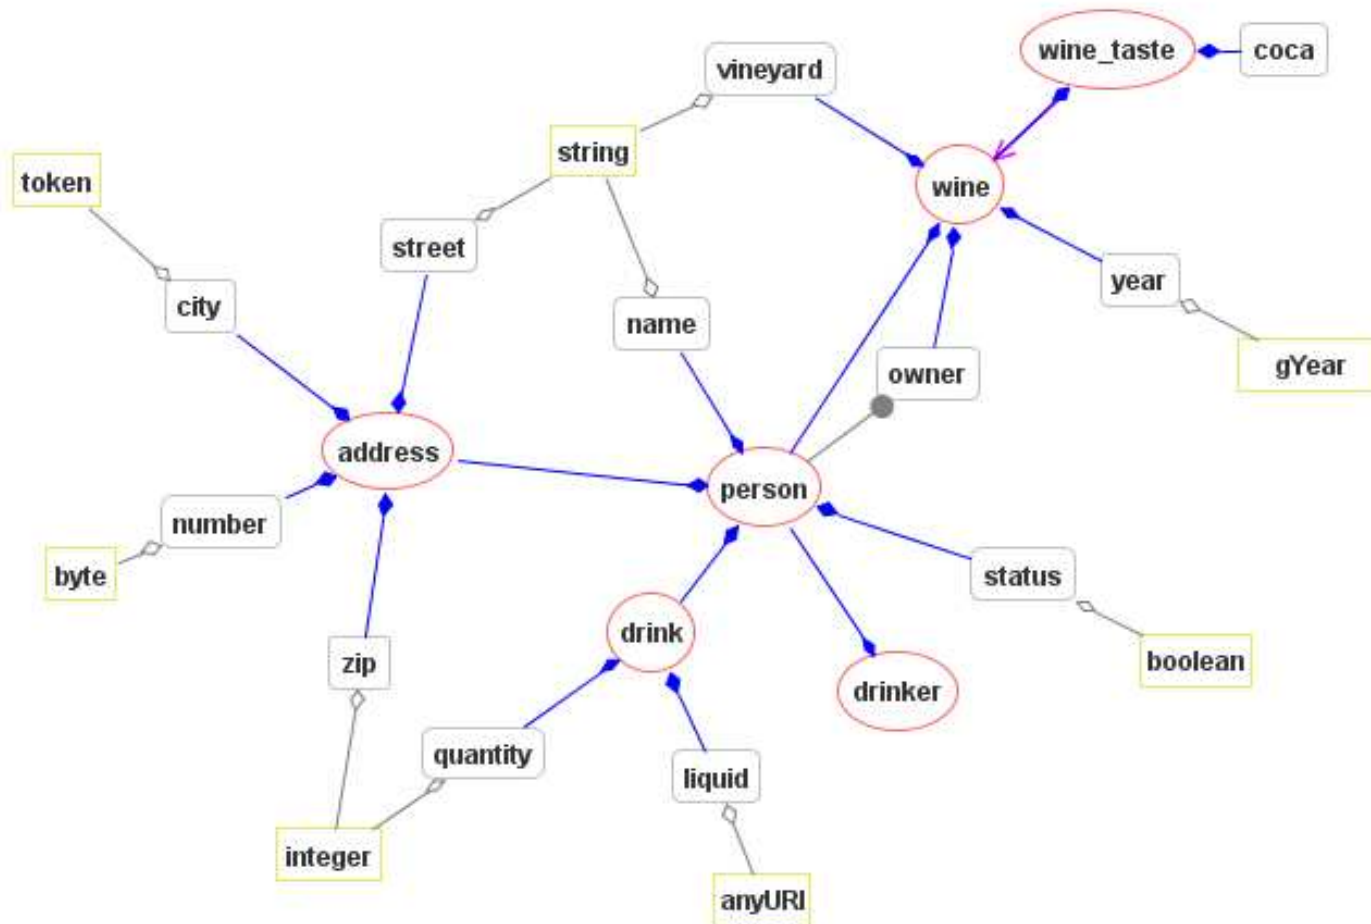 wine_taste
coca
vineyard
string
token
wine
street
year
city
name
gYear
owner
address
person
number
byte
status
drink
zip
boolean
drinker
quantity
liquid
integer
anyURI